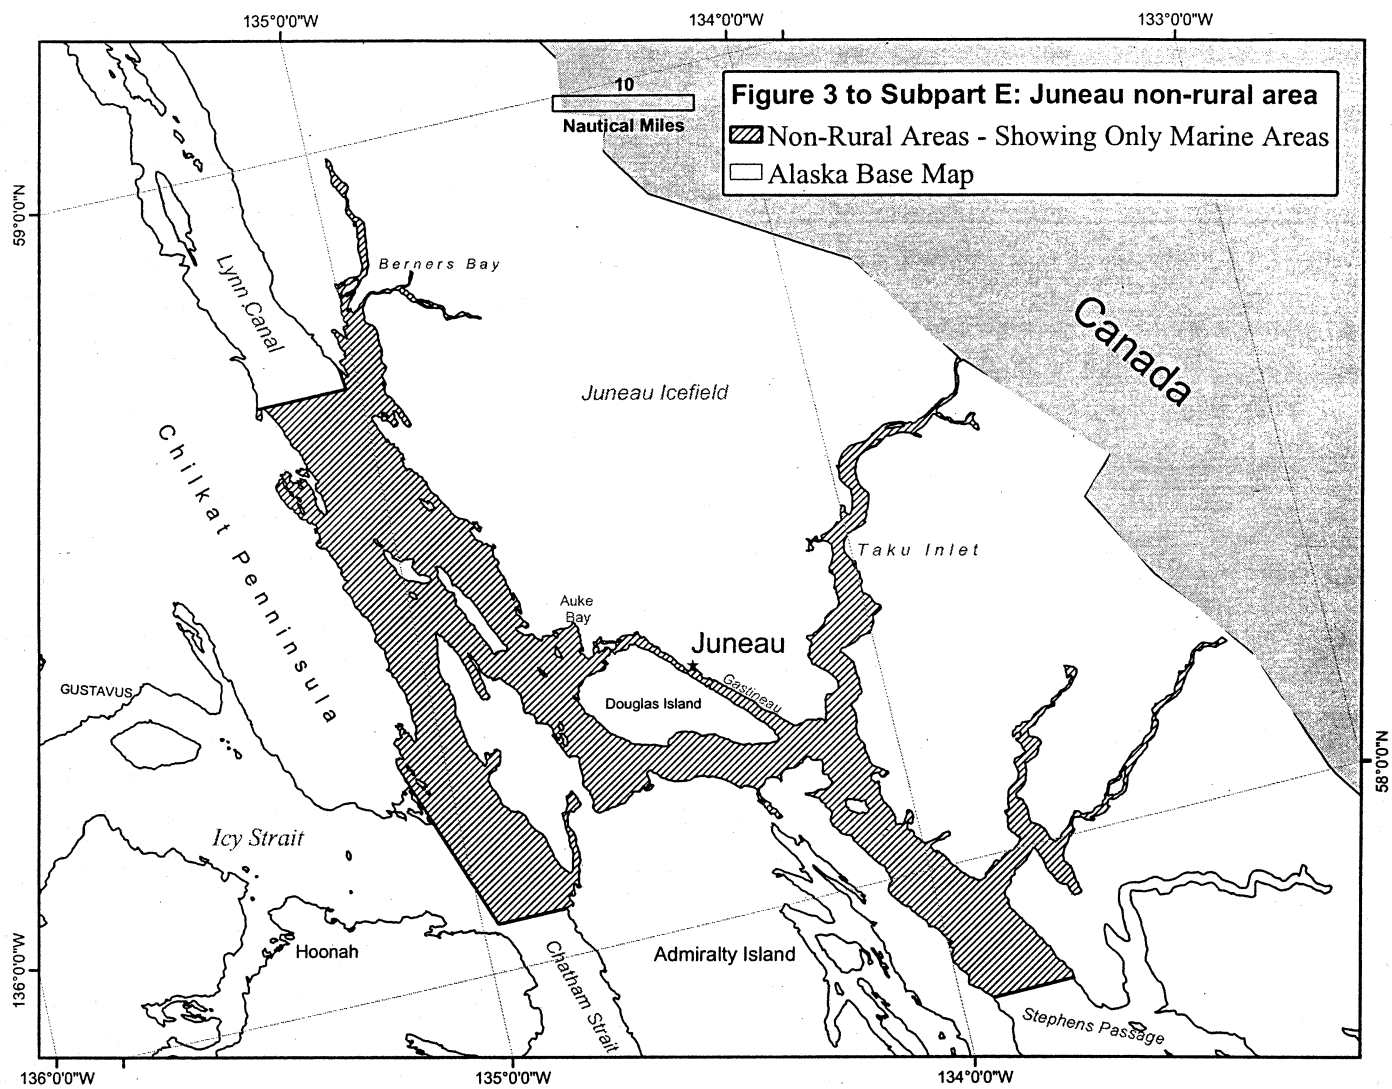 135°0'0"W
134°0'0"W
133°0'0"W
10
Nautical Miles
Figure 3 to Subpart E: Juneau non-rural area
Non-Rural Areas - Showing Only Marine Areas
Alaska Base Map
59°0'0"N
Berners Bay
Lynn Canal
Canada
Juneau Icefield
Chilkat Penninsula
Taku Inlet
Auke
Bay
Juneau
GUSTAVUS
Douglas Island
Gastineau
58°0'0"N
Icy Strait
Hoonah
Admiralty Island
136°0'0"W
Chatham Strait
Stephens Passage
136°0'0"W
135°0'0"W
134°0'0"W